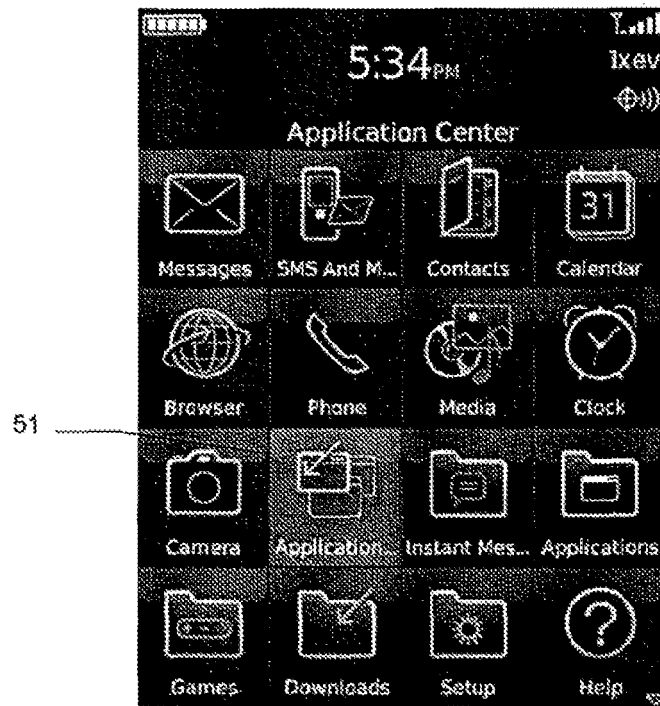 5:34PM
1xev
Application Center
31
Messages SMS And M... Contacts Calendar
Browser Phone Media Clock
51
Camera Application... Instant Mes... Applications
?
Games Downloads Setup Help